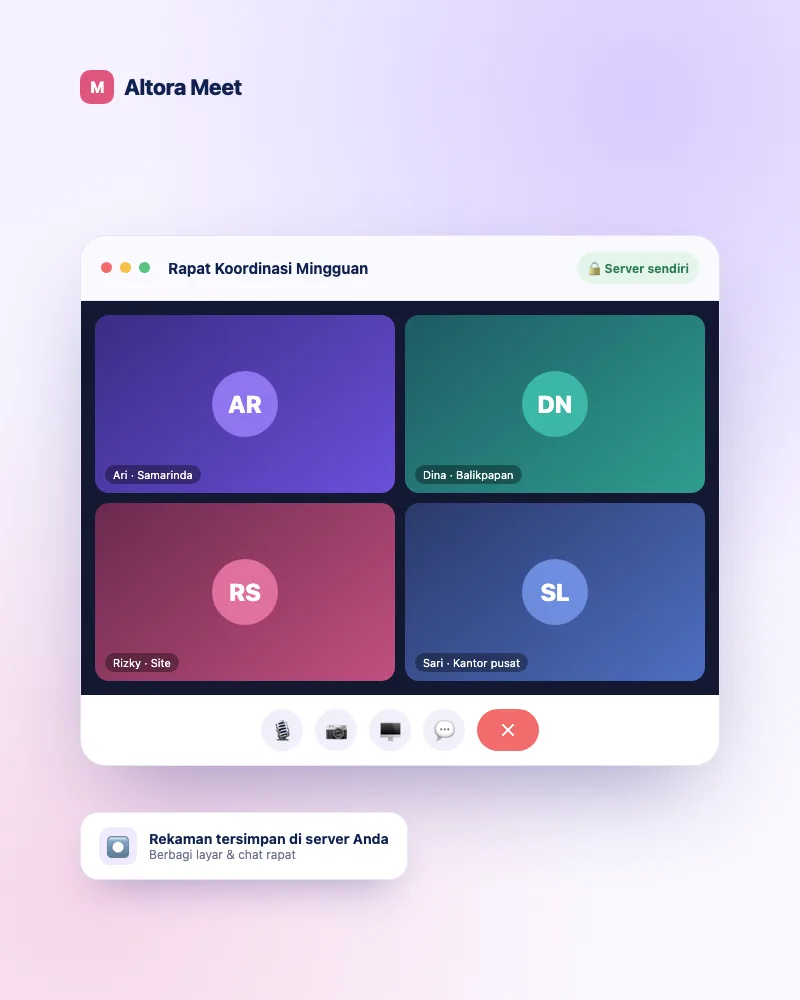 M Altora Meet
Rapat Koordinasi Mingguan
🔒 Server sendiri
AR
Ari · Samarinda
DN
Dina · Balikpapan
RS
Rizky · Site
SL
Sari · Kantor pusat
Rekaman tersimpan di server Anda
Berbagi layar & chat rapat